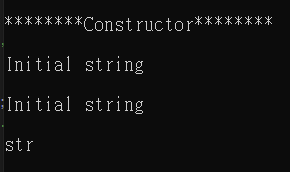 ********Constructor********
Initial string
Initial string
str